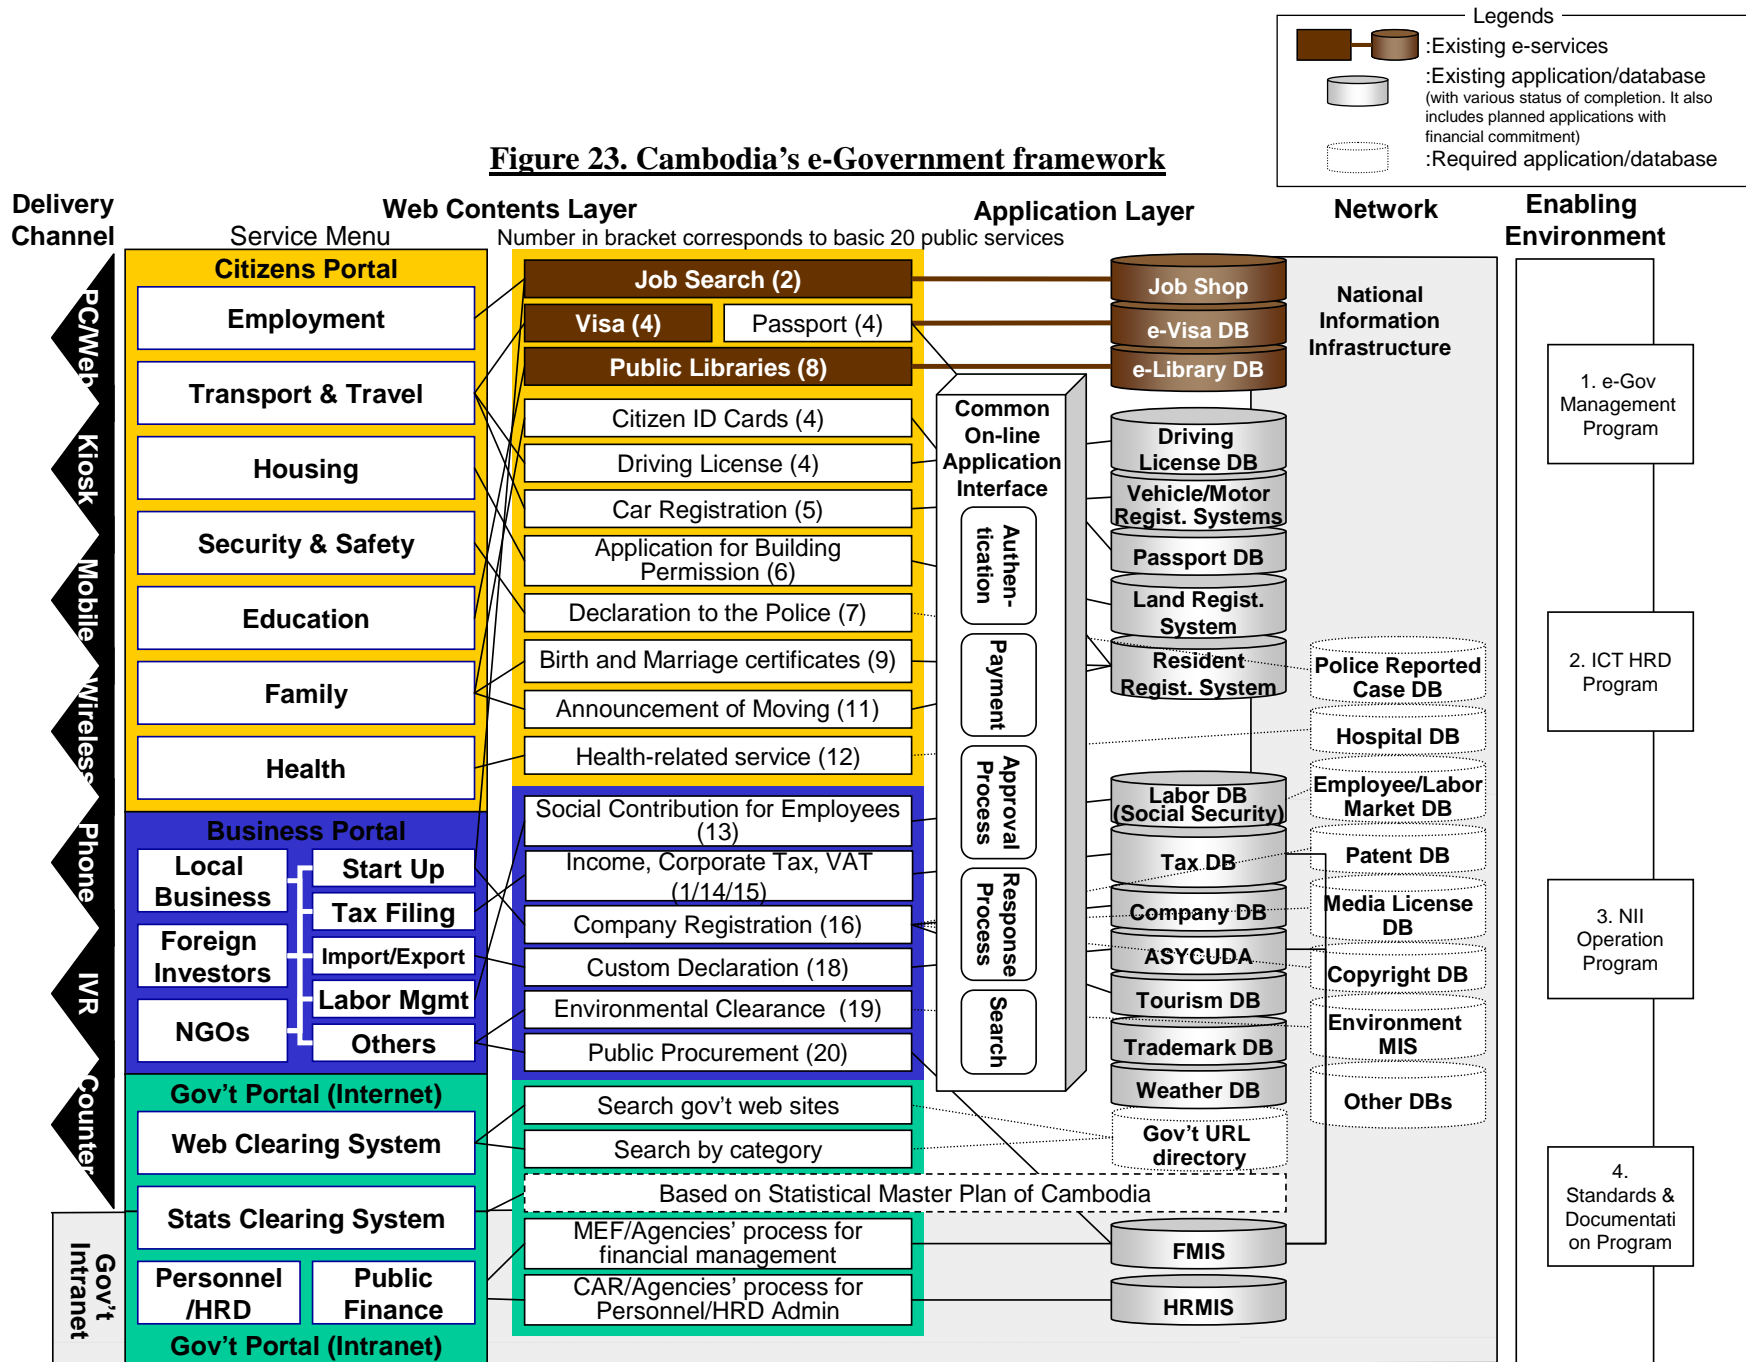 Legends
:Existing e-services
:Existing application/database
(with various status of completion. It also
includes planned applications with
financial commitment)
:Required application/database
Figure 23. Cambodia's e-Government framework
Delivery
Channel
Web Contents Layer
Service Menu
Number in bracket corresponds to basic 20 public services
Application Layer
Network
Enabling
Environment
PC/Web
Kiosk
Mobile
Wireless
Phone
IVR
Counter
Gov't
Intranet
Citizens Portal
Employment
Transport & Travel
Housing
Security & Safety
Education
Family
Health
Business Portal
Local
Business
Foreign
Investors
NGOs
Start Up
Tax Filing
Import/Export
Labor Mgmt
Others
Gov't Portal (Internet)
Web Clearing System
Stats Clearing System
Personnel
/HRD
Public
Finance
Gov't Portal (Intranet)
Job Search (2)
Visa (4)
Passport (4)
Public Libraries (8)
Citizen ID Cards (4)
Driving License (4)
Car Registration (5)
Application for Building
Permission (6)
Declaration to the Police (7)
Birth and Marriage certificates (9)
Announcement of Moving (11)
Health-related service (12)
Social Contribution for Employees
(13)
Income, Corporate Tax, VAT
(1/14/15)
Company Registration (16)
Custom Declaration (18)
Environmental Clearance (19)
Public Procurement (20)
Search gov't web sites
Search by category
Based on Statistical Master Plan of Cambodia
MEF/Agencies' process for
financial management
CAR/Agencies' process for
Personnel/HRD Admin
Common
On-line
Application
Interface
Authen-
tication
Payment
Approval
Process
Response
Process
Search
Job Shop
e-Visa DB
e-Library DB
Driving
License DB
Vehicle/Motor
Regist. Systems
Passport DB
Land Regist.
System
Resident
Regist. System
Labor DB
(Social Security)
Tax DB
Company DB
ASYCUDA
Tourism DB
Trademark DB
Weather DB
Gov't URL
directory
FMIS
HRMIS
National
Information
Infrastructure
Police Reported
Case DB
Hospital DB
Employee/Labor
Market DB
Patent DB
Media License
DB
Copyright DB
Environment
MIS
Other DBs
1. e-Gov
Management
Program
2. ICT HRD
Program
3. NII
Operation
Program
4.
Standards &
Documentati
on Program